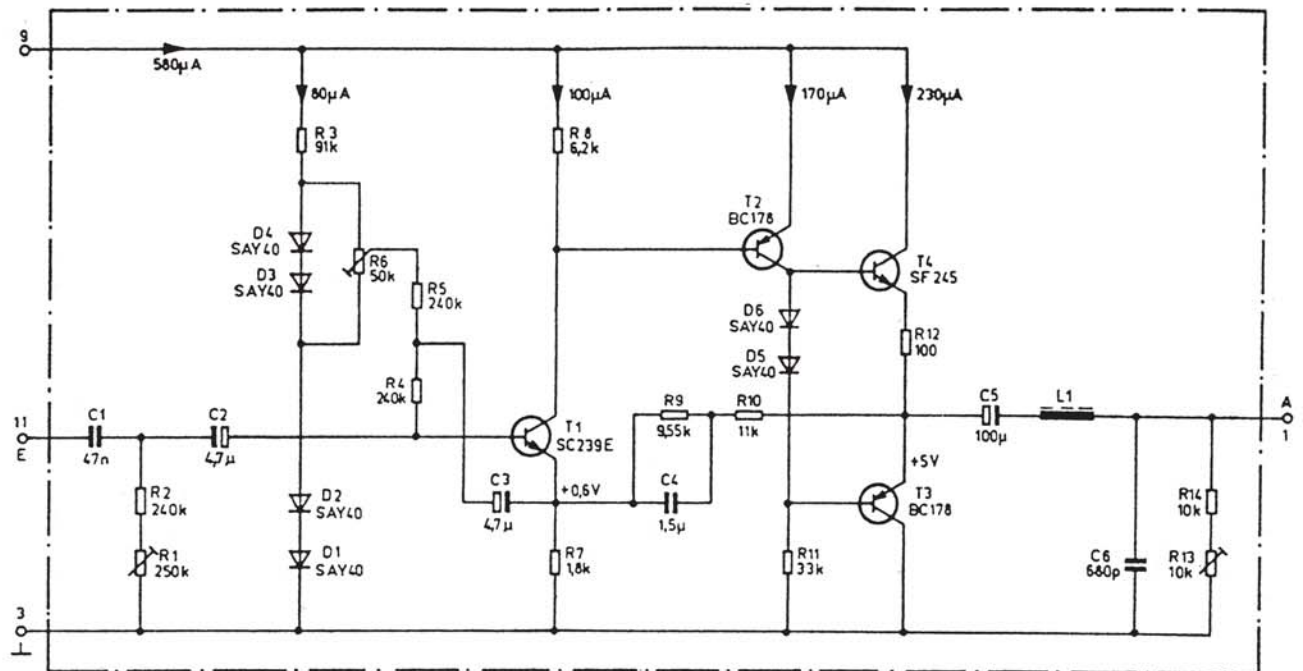 9
580µA
80µA
100µA
170µA
230µA
R3
91k
R8
6,2k
T2
BC178
D4
SAY40
R6
50k
D3
SAY40
R5
240k
T4
SF245
D6
SAY40
R12
100
D5
SAY40
R4
240k
R9
9,55k
R10
11k
C5
100µ
L1
A
1
11
E
C1
47n
C2
4,7µ
T1
SC239E
+5V
C3
4,7µ
+0,6V
C4
1,5µ
T3
BC178
R2
240k
D2
SAY40
R14
10k
R1
250k
D1
SAY40
R7
1,8k
R11
33k
C6
680p
R13
10k
3